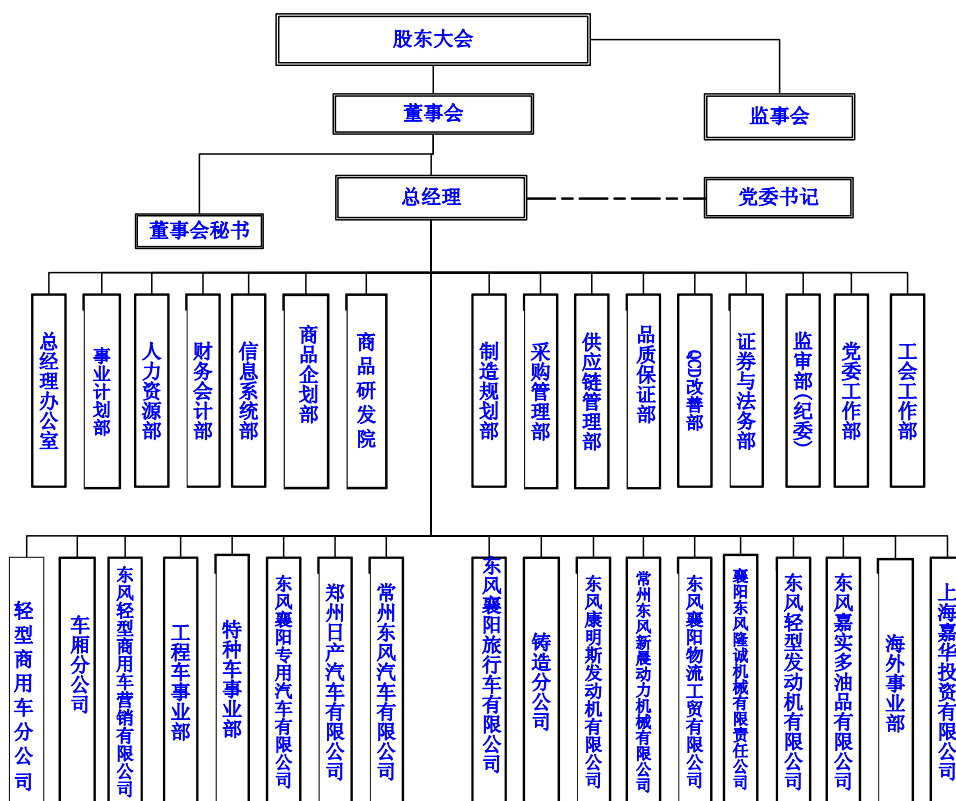 股东大会
董事会
监事会
总经理
党委书记
董事会秘书
总经理办公室
事业计划部
人力资源部
财务会计部
信息系统部
商品企划部
商品研发院
制造规划部
采购管理部
供应链管理部
品质保证部
QCD改善部
证券与法务部
监审部(纪委)
党委工作部
工会工作部
轻型商用车分公司
车厢分公司
东风轻型商用车营销有限公司
工程车事业部
特种车事业部
东风襄阳专用汽车有限公司
郑州日产汽车有限公司
常州东风汽车有限公司
东风襄阳旅行车有限公司
铸造分公司
东风康明斯发动机有限公司
常州东风新晨动力机械有限公司
东风襄阳物流工贸有限公司
襄阳东风隆诚机械有限责任公司
东风轻型发动机有限公司
东风嘉实多油品有限公司
海外事业部
上海嘉华投资有限公司